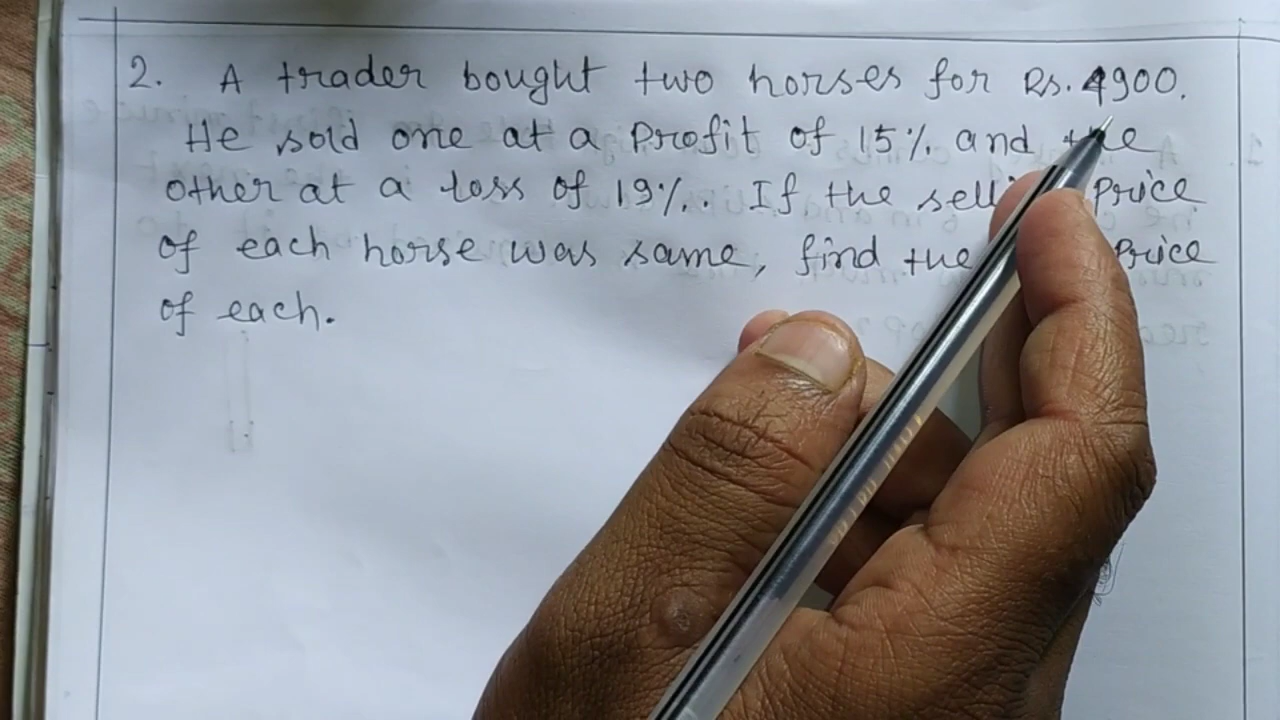 2. A trader bought two horses for Rs. 4900.
He sold one at a Profit of 15% and the
other at a loss of 19%. If the sell Price
of each horse was same, find the Price
of each.